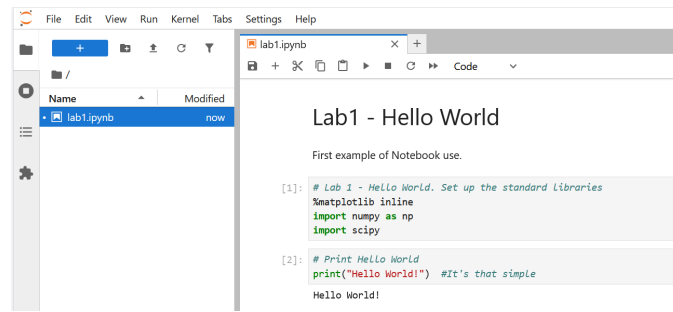 File Edit View Run Kernel Tabs Settings Help
lab1.ipynb
Code
/
Name Modified
lab1.ipynb now
Lab1 - Hello World
First example of Notebook use.
[1]: # Lab 1 - Hello World. Set up the standard libraries
%matplotlib inline
import numpy as np
import scipy
[2]: # Print Hello World
print("Hello World!") #It's that simple
Hello World!